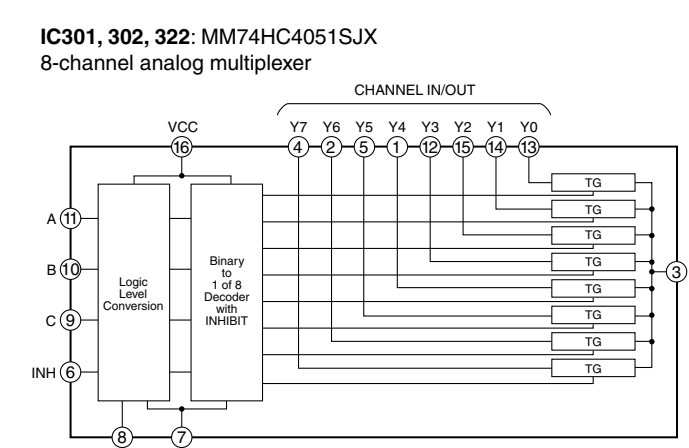 IC301, 302, 322: MM74HC4051SJX
8-channel analog multiplexer
CHANNEL IN/OUT
VCC Y7 Y6 Y5 Y4 Y3 Y2 Y1 Y0
16 4 2 5 1 12 15 14 13
TG
TG
A 11
TG
TG
B 10
3
Logic
Level
Conversion
Binary
to
1 of 8
Decoder
with
INHIBIT
TG
C 9
TG
TG
INH 6
TG
8 7